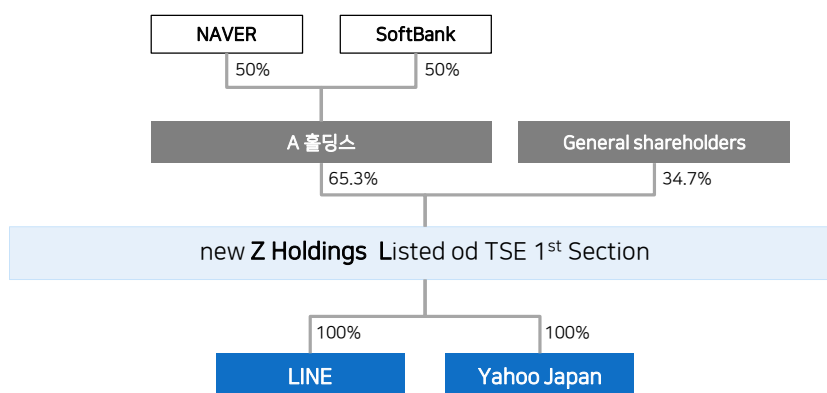 NAVER
SoftBank
50%
50%
A 홀딩스
General shareholders
65.3%
34.7%
new Z Holdings Listed od TSE 1st Section
100%
100%
LINE
Yahoo Japan